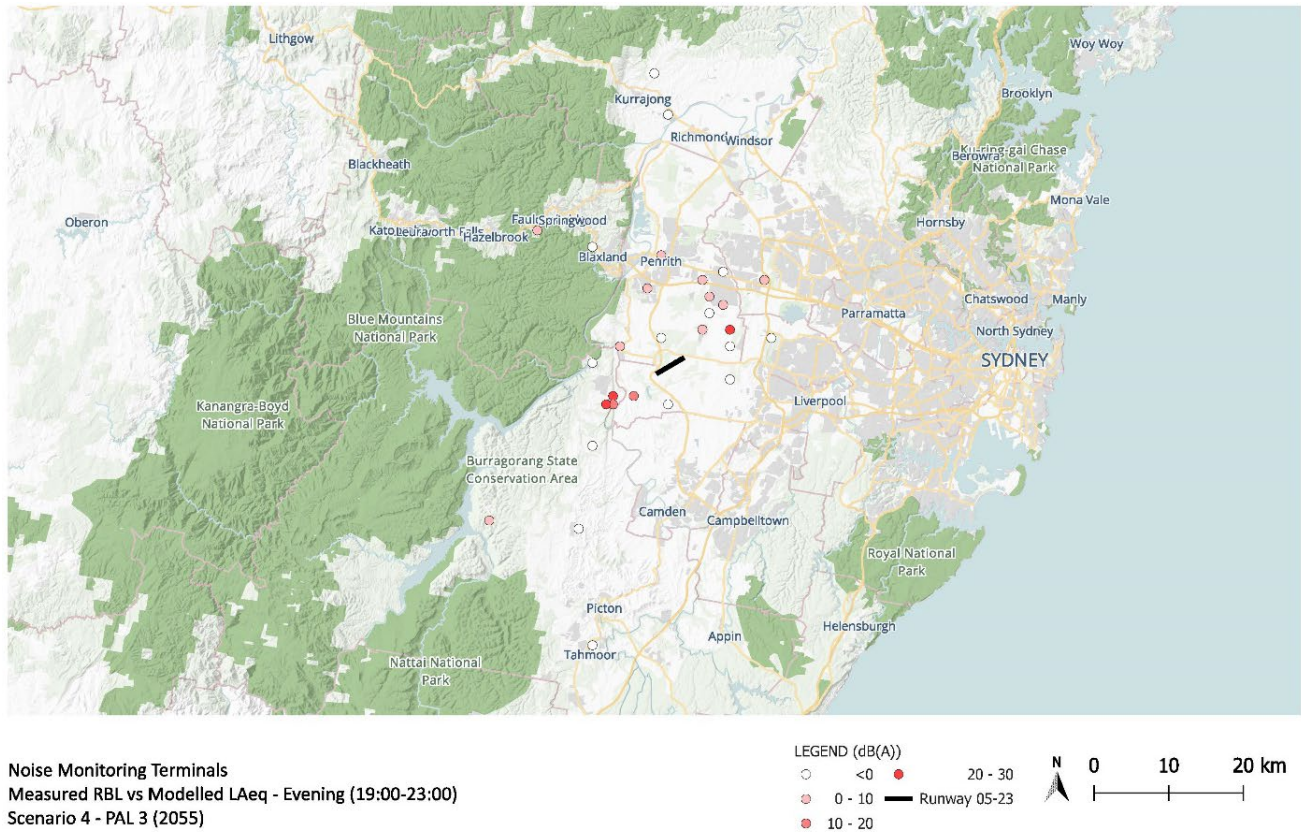 Lithgow
Woy Woy
Kurrajong
Brooklyn
Richmond
Windsor
Blackheath
Ku-ring-gai Chase
National Park
Berowra
Oberon
Mona Vale
Springwood
Hornsby
Hazelbrook
Blaxland
Penrith
Chatswood
Manly
Blue Mountains
National Park
Parramatta
North Sydney
SYDNEY
Kanangra-Boyd
National Park
Liverpool
Burragorang State
Conservation Area
Camden
Campbelltown
Royal National
Park
Picton
Appin
Helensburgh
Tahmoor
Nattai National
Park
Noise Monitoring Terminals
Measured RBL vs Modelled LAeq - Evening (19:00-23:00)
Scenario 4 - PAL 3 (2055)
LEGEND (dB(A))
<0
20 - 30
0 - 10
Runway 05-23
10 - 20
N
0 10 20 km